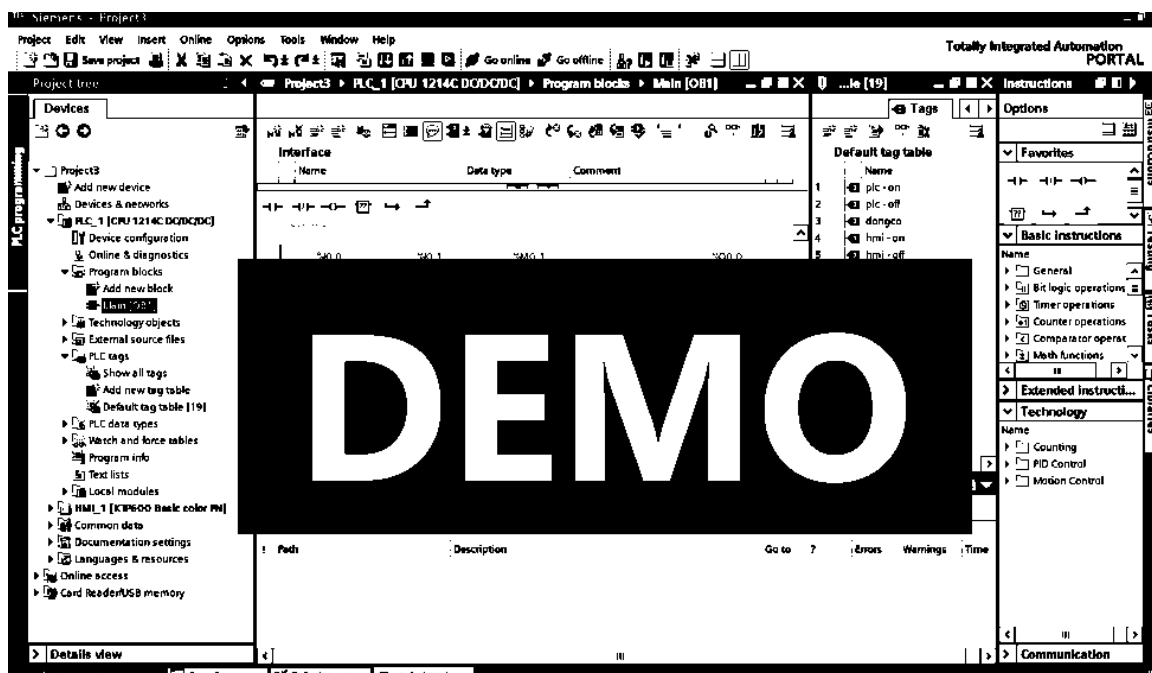 Siemens - Project3
Project Edit View Insert Online Options Tools Window Help
Totally Integrated Automation
PORTAL
Save project Go online Go offline
Project tree
Project3 PLC_1 [CPU 1214C DC/DC/DC] Program blocks Main [OB1]
...le [19]
Instructions
Devices
Tags
Options
PLC programming
Interface
Name Data type Comment
Default tag table
Name
1 plc - on
2 plc - off
3 dongco
4 hmi - on
5 hmi - off
Favorites
Basic instructions
Name
General
Bit logic operations
Timer operations
Counter operations
Comparator operat
Math functions
Extended instructi...
Technology
Name
Counting
PID Control
Motion Control
Communication
Project3
Add new device
Devices & networks
PLC_1 [CPU 1214C DC/DC/DC]
Device configuration
Online & diagnostics
Program blocks
Add new block
Main [OB1]
Technology objects
External source files
PLC tags
Show all tags
Add new tag table
Default tag table [19]
PLC data types
Watch and force tables
Program info
Text lists
Local modules
HMI_1 [KTP600 Basic color PN]
Common data
Documentation settings
Languages & resources
Online access
Card Reader/USB memory
Details view
DEMO
! Path Description Go to ? Errors Warnings Time